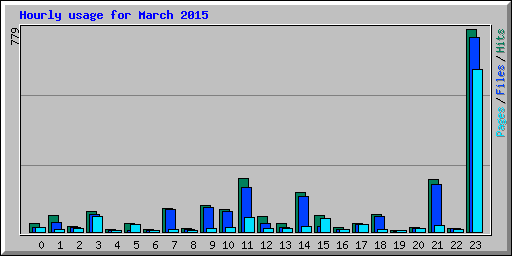 Hourly usage for March 2015
779
Pages/Files/Hits
0 1 2 3 4 5 6 7 8 9 10 11 12 13 14 15 16 17 18 19 20 21 22 23